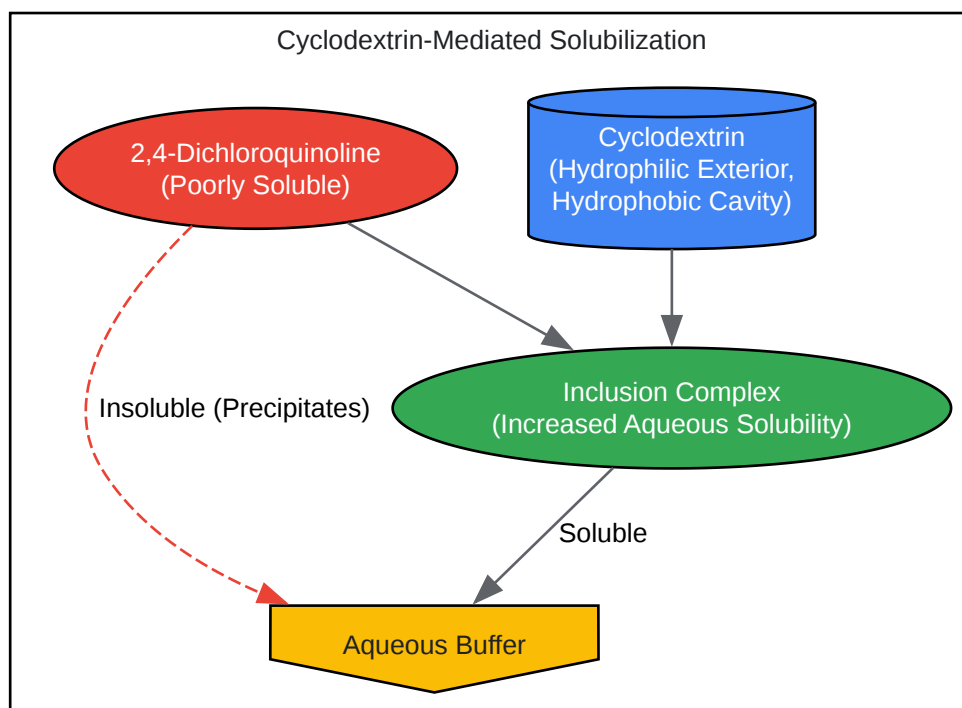 Cyclodextrin-Mediated Solubilization
2,4-Dichloroquinoline
(Poorly Soluble)
Cyclodextrin
(Hydrophilic Exterior,
Hydrophobic Cavity)
Insoluble (Precipitates)
Inclusion Complex
(Increased Aqueous Solubility)
Soluble
Aqueous Buffer